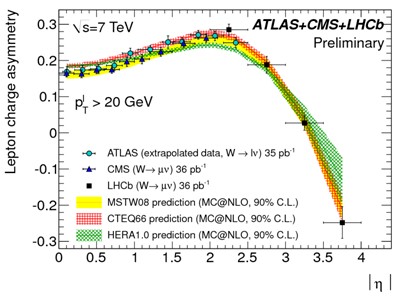 √s=7 TeV
ATLAS+CMS+LHCb
Preliminary
p_T^l > 20 GeV
Lepton charge asymmetry
0.4
0.3
0.2
0.1
-0
-0.1
-0.2
-0.3
ATLAS (extrapolated data, W→lν) 35 pb⁻¹
CMS (W→μν) 36 pb⁻¹
LHCb (W→μν) 36 pb⁻¹
MSTW08 prediction (MC@NLO, 90% C.L.)
CTEQ66 prediction (MC@NLO, 90% C.L.)
HERA1.0 prediction (MC@NLO, 90% C.L.)
0 0.5 1 1.5 2 2.5 3 3.5 4
|η|